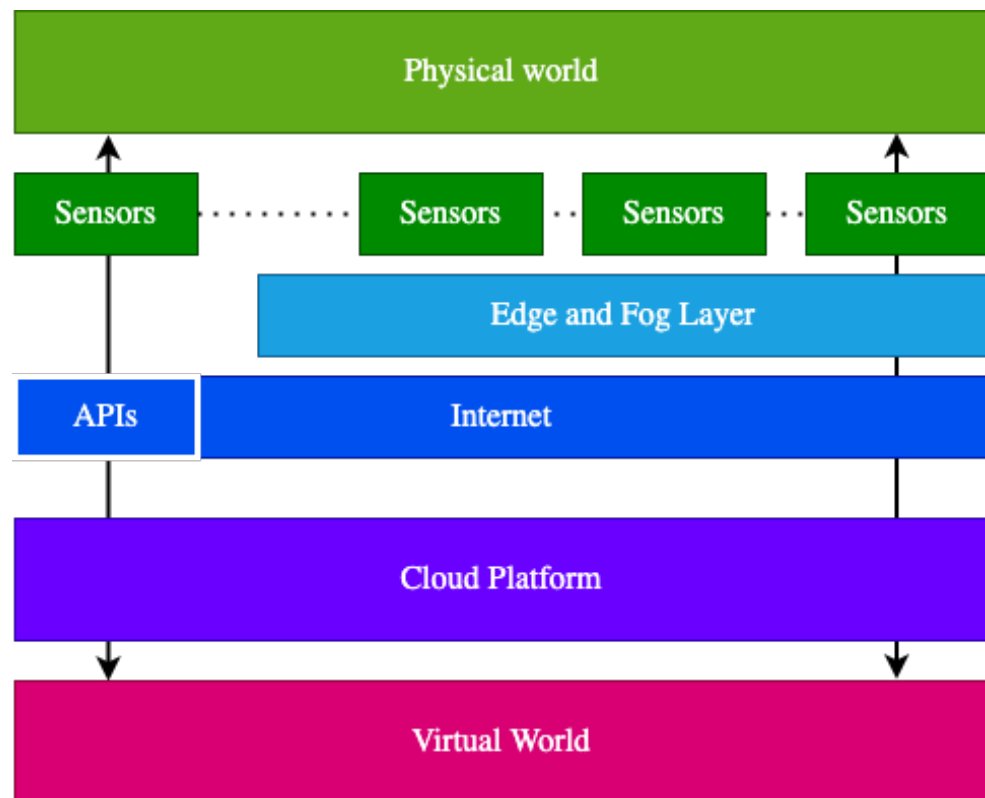 Physical world
Sensors
Sensors
Sensors
Sensors
Edge and Fog Layer
APIs
Internet
Cloud Platform
Virtual World